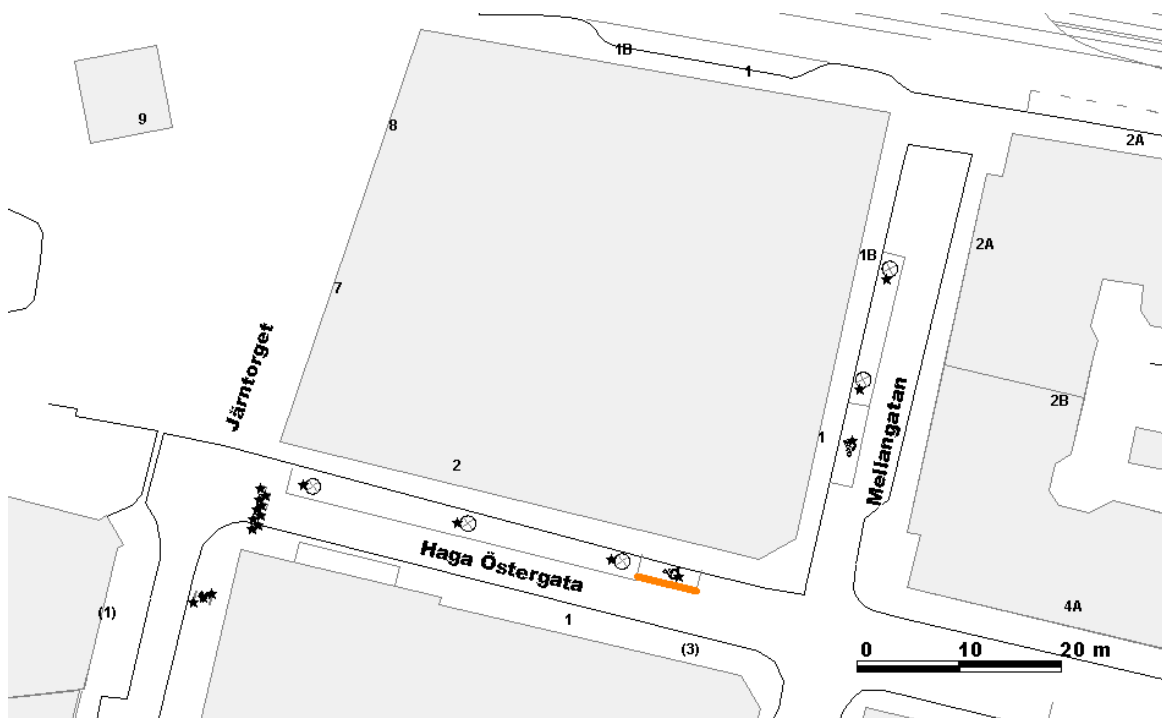 1B
1
9
8
2A
1B
2A
7
Järntorget
2B
1
Mellangatan
2
Haga Östergata
(1)
1
4A
(3)
0 10 20 m